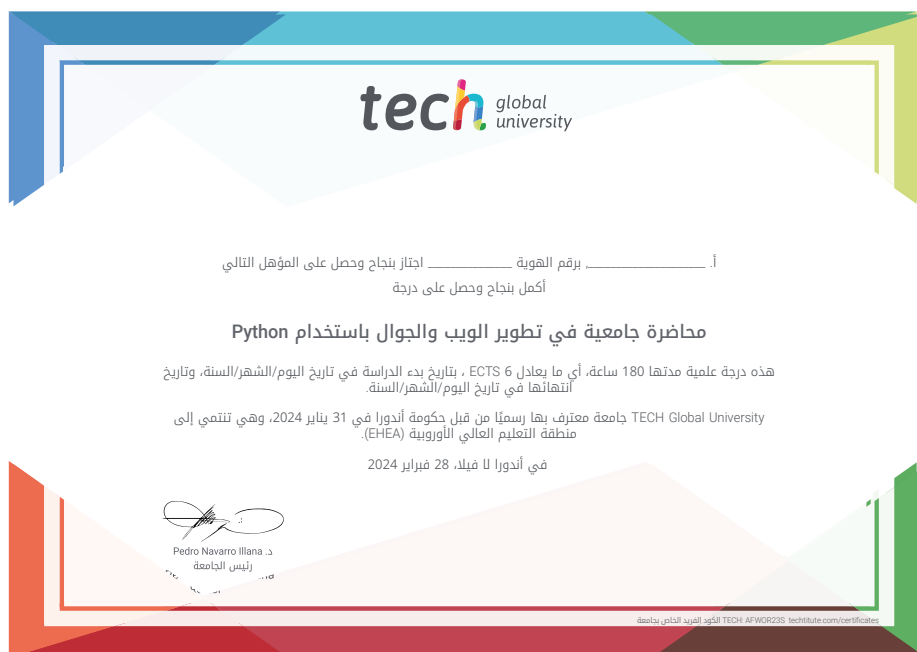 tech global
university
أ. ______________________، برقم الهوية ______________ اجتاز بنجاح وحصل على المؤهل التالي
أكمل بنجاح وحصل على درجة
محاضرة جامعية في تطوير الويب والجوال باستخدام Python
هذه درجة علمية مدتها 180 ساعة، أي ما يعادل 6 ECTS ، بتاريخ بدء الدراسة في تاريخ اليوم/الشهر/السنة، وتاريخ
انتهائها في تاريخ اليوم/الشهر/السنة.
TECH Global University جامعة معترف بها رسميًا من قبل حكومة أندورا في 31 يناير 2024، وهي تنتمي إلى
منطقة التعليم العالي الأوروبية (EHEA).
في أندورا لا فيلا، 28 فبراير 2024
د. Pedro Navarro Illana
رئيس الجامعة
الكود الفريد الخاص بجامعة TECH: AFWOR23S techtitute.com/certificates